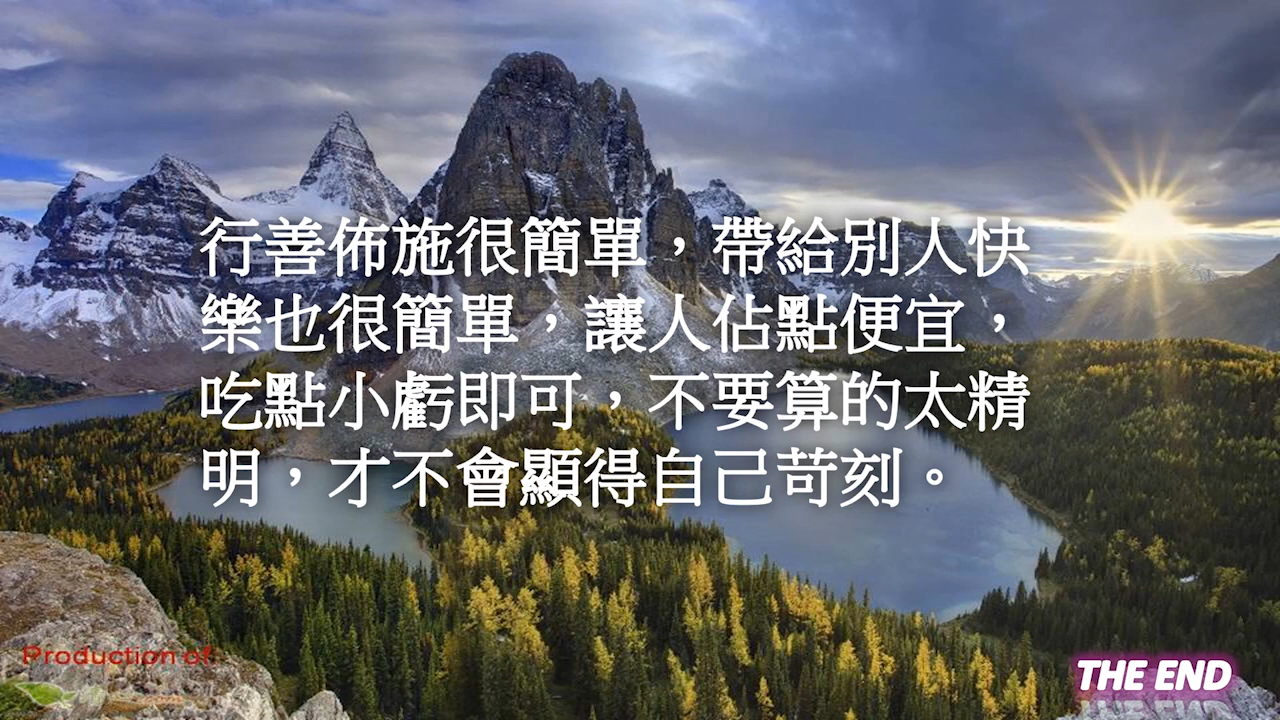 行善佈施很簡單，帶給別人快
樂也很簡單，讓人佔點便宜，
吃點小虧即可，不要算的太精
明，才不會顯得自己苛刻。
Production of
THE END